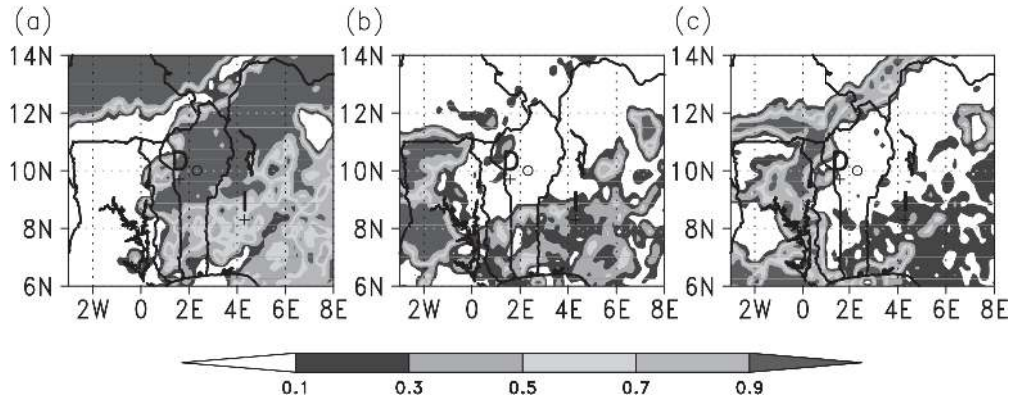 (a) (b) (c)
14N 14N 14N
12N 12N 12N
10N 10N 10N
8N 8N 8N
6N 6N 6N
P P P
I I I
2W 0 2E 4E 6E 8E 2W 0 2E 4E 6E 8E 2W 0 2E 4E 6E 8E
0.1 0.3 0.5 0.7 0.9